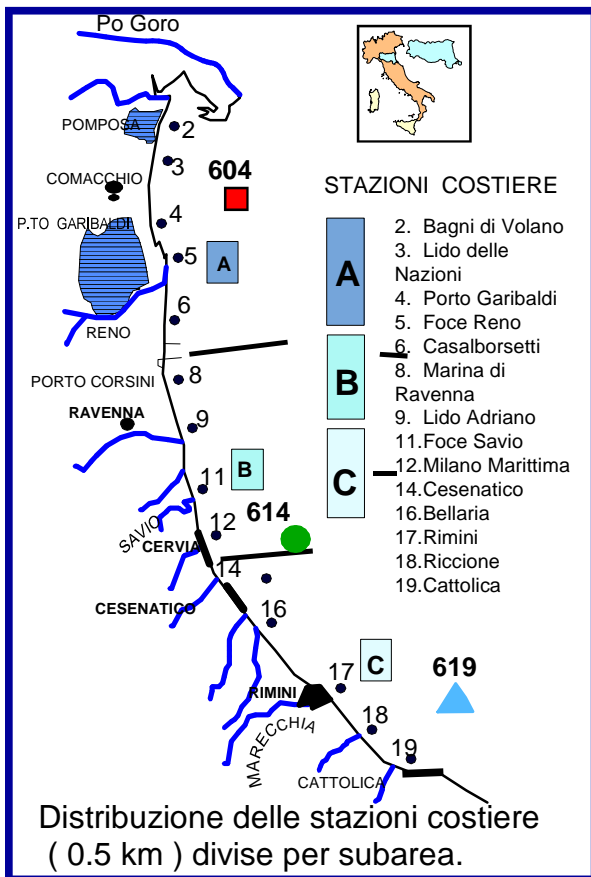 Po Goro
POMPOSA
2
3
COMACCHIO
604
P.TO GARIBALDI
4
5
A
6
RENO
PORTO CORSINI
8
RAVENNA
9
B
11
SAVIO
12
614
CERVIA
14
CESENATICO
16
17
C
619
RIMINI
MARECCHIA
18
19
CATTOLICA
STAZIONI COSTIERE
A
B
C
2. Bagni di Volano
3. Lido delle
Nazioni
4. Porto Garibaldi
5. Foce Reno
6. Casalborsetti
8. Marina di
Ravenna
9. Lido Adriano
11.Foce Savio
12.Milano Marittima
14.Cesenatico
16.Bellaria
17.Rimini
18.Riccione
19.Cattolica
Distribuzione delle stazioni costiere
( 0.5 km ) divise per subarea.